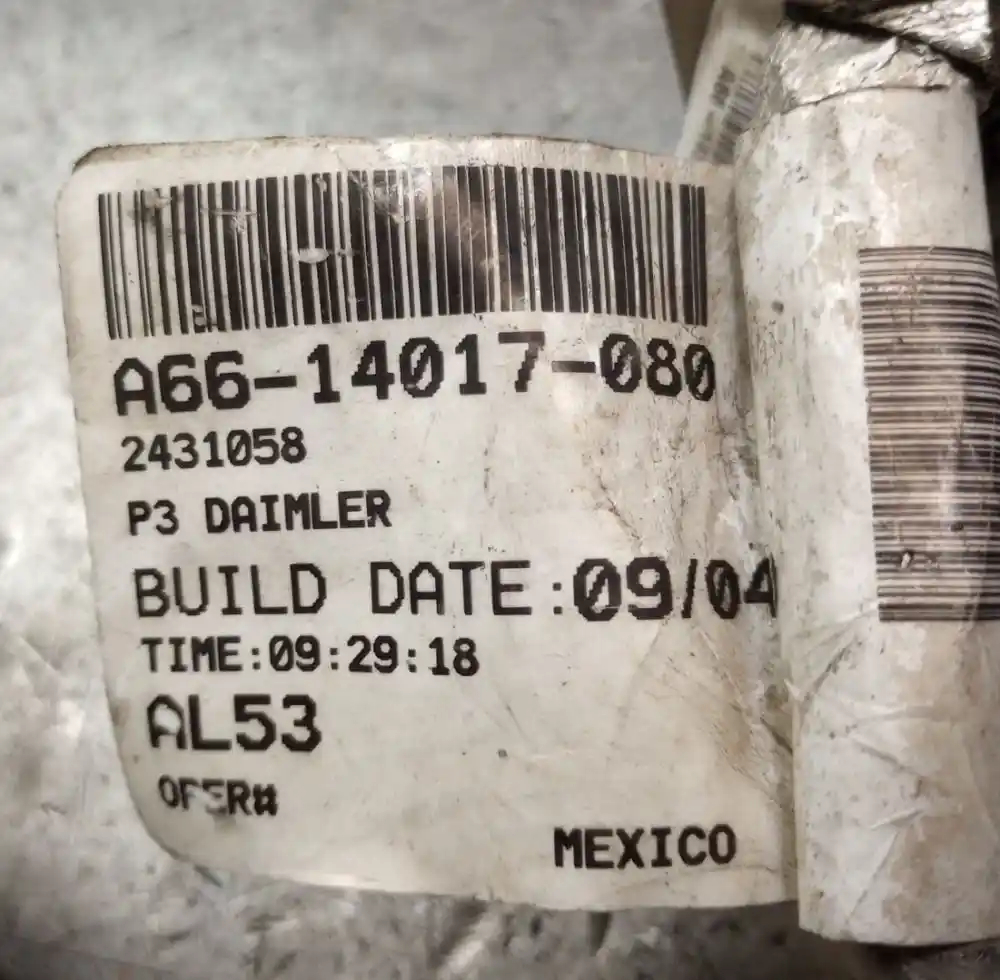 A66-14017-080
2431058
P3 DAIMLER
BUILD DATE:09/04
TIME:09:29:18
AL53
OPER#
MEXICO